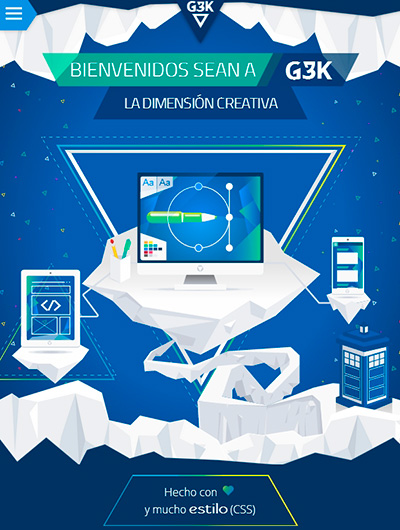 G3K
BIENVENIDOS SEAN A G3K
LA DIMENSIÓN CREATIVA
Aa Aa
</>
Hecho con
y mucho estilo (CSS)